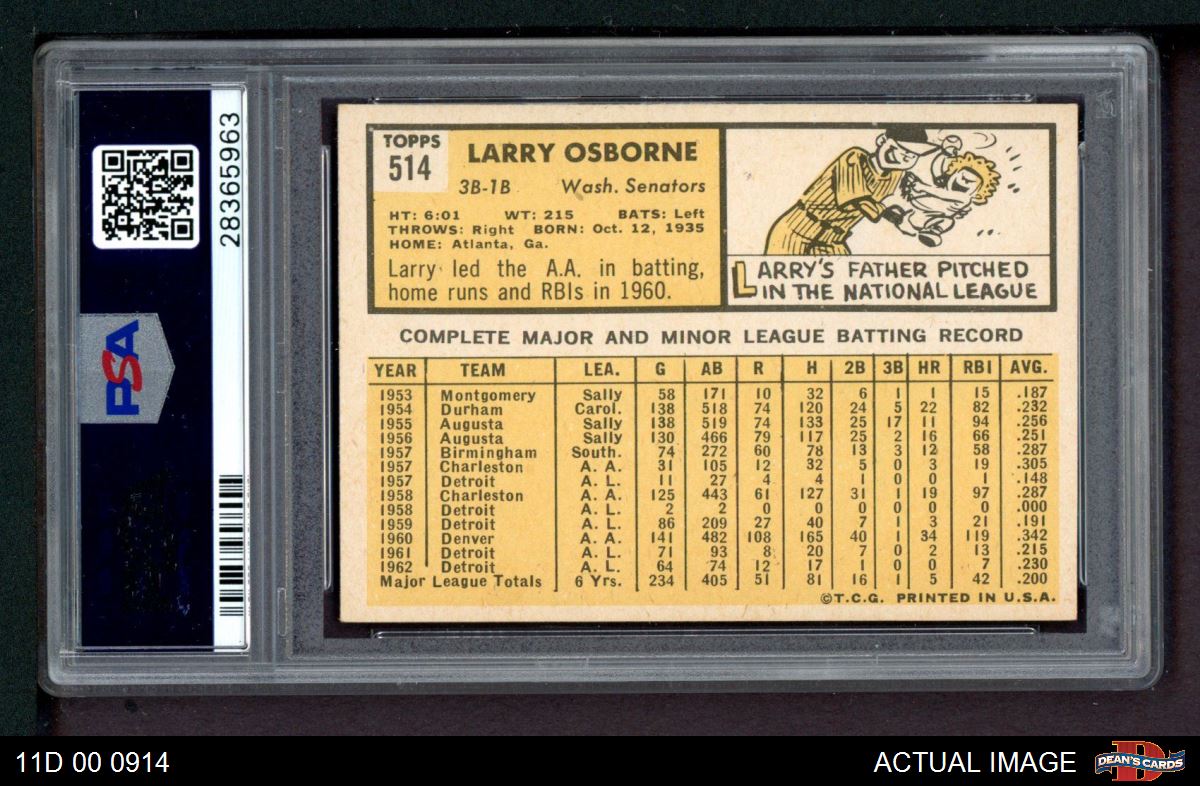 28365963
PSA
TOPPS
514
LARRY OSBORNE
3B-1B Wash. Senators
HT: 6:01 WT: 215 BATS: Left
THROWS: Right BORN: Oct. 12, 1935
HOME: Atlanta, Ga.
Larry led the A.A. in batting,
home runs and RBIs in 1960.
LARRY'S FATHER PITCHED
IN THE NATIONAL LEAGUE
COMPLETE MAJOR AND MINOR LEAGUE BATTING RECORD
YEAR TEAM LEA. G AB R H 2B 3B HR RBI AVG.
1953 Montgomery Sally 58 171 10 32 6 1 1 15 .187
1954 Durham Carol. 138 518 74 120 24 5 22 82 .232
1955 Augusta Sally 138 519 74 133 25 17 11 94 .256
1956 Augusta Sally 130 466 79 117 25 2 16 66 .251
1957 Birmingham South. 74 272 60 78 13 3 12 58 .287
1957 Charleston A. A. 31 105 12 32 5 0 3 19 .305
1957 Detroit A. L. 11 27 4 4 1 0 0 1 .148
1958 Charleston A. A. 125 443 61 127 31 1 19 97 .287
1958 Detroit A. L. 2 2 0 0 0 0 0 0 .000
1959 Detroit A. L. 86 209 27 40 7 1 3 21 .191
1960 Denver A. A. 141 482 108 165 40 1 34 119 .342
1961 Detroit A. L. 71 93 8 20 7 0 2 13 .215
1962 Detroit A. L. 64 74 12 17 1 0 0 7 .230
Major League Totals 6 Yrs. 234 405 51 81 16 1 5 42 .200
©T.C.G. PRINTED IN U.S.A.
11D 00 0914
ACTUAL IMAGE
DEAN'S CARDS